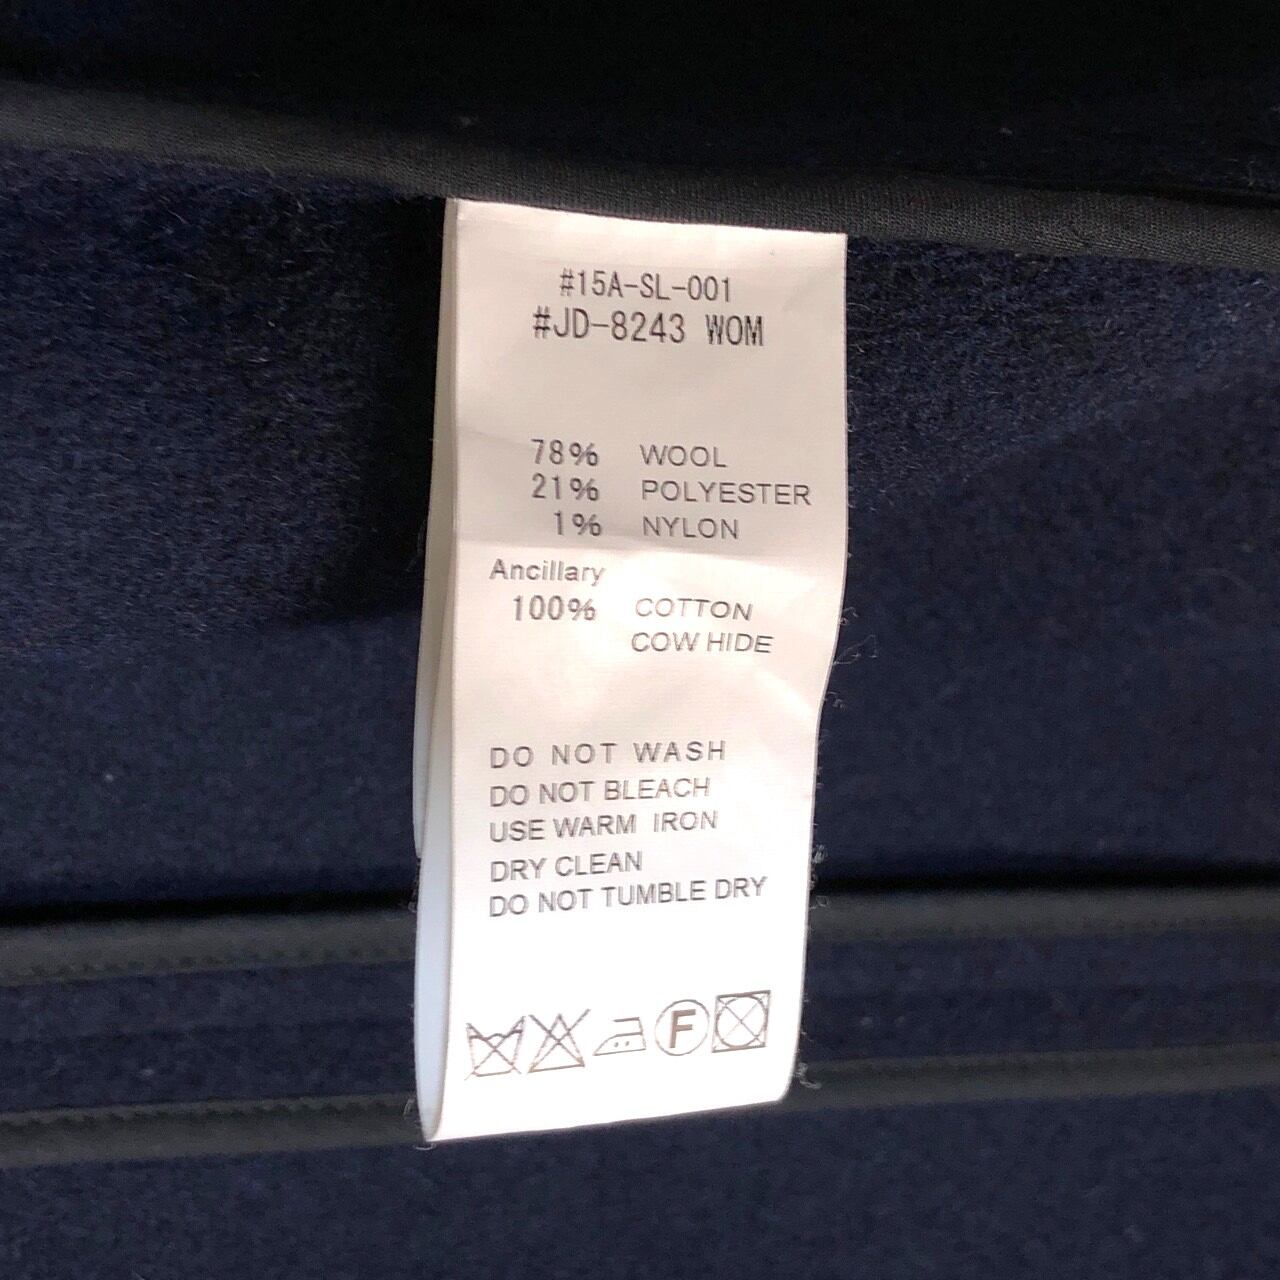 #15A-SL-001
#JD-8243 WOM
78% WOOL
21% POLYESTER
1% NYLON
Ancillary
100% COTTON
COW HIDE
DO NOT WASH
DO NOT BLEACH
USE WARM IRON
DRY CLEAN
DO NOT TUMBLE DRY
F